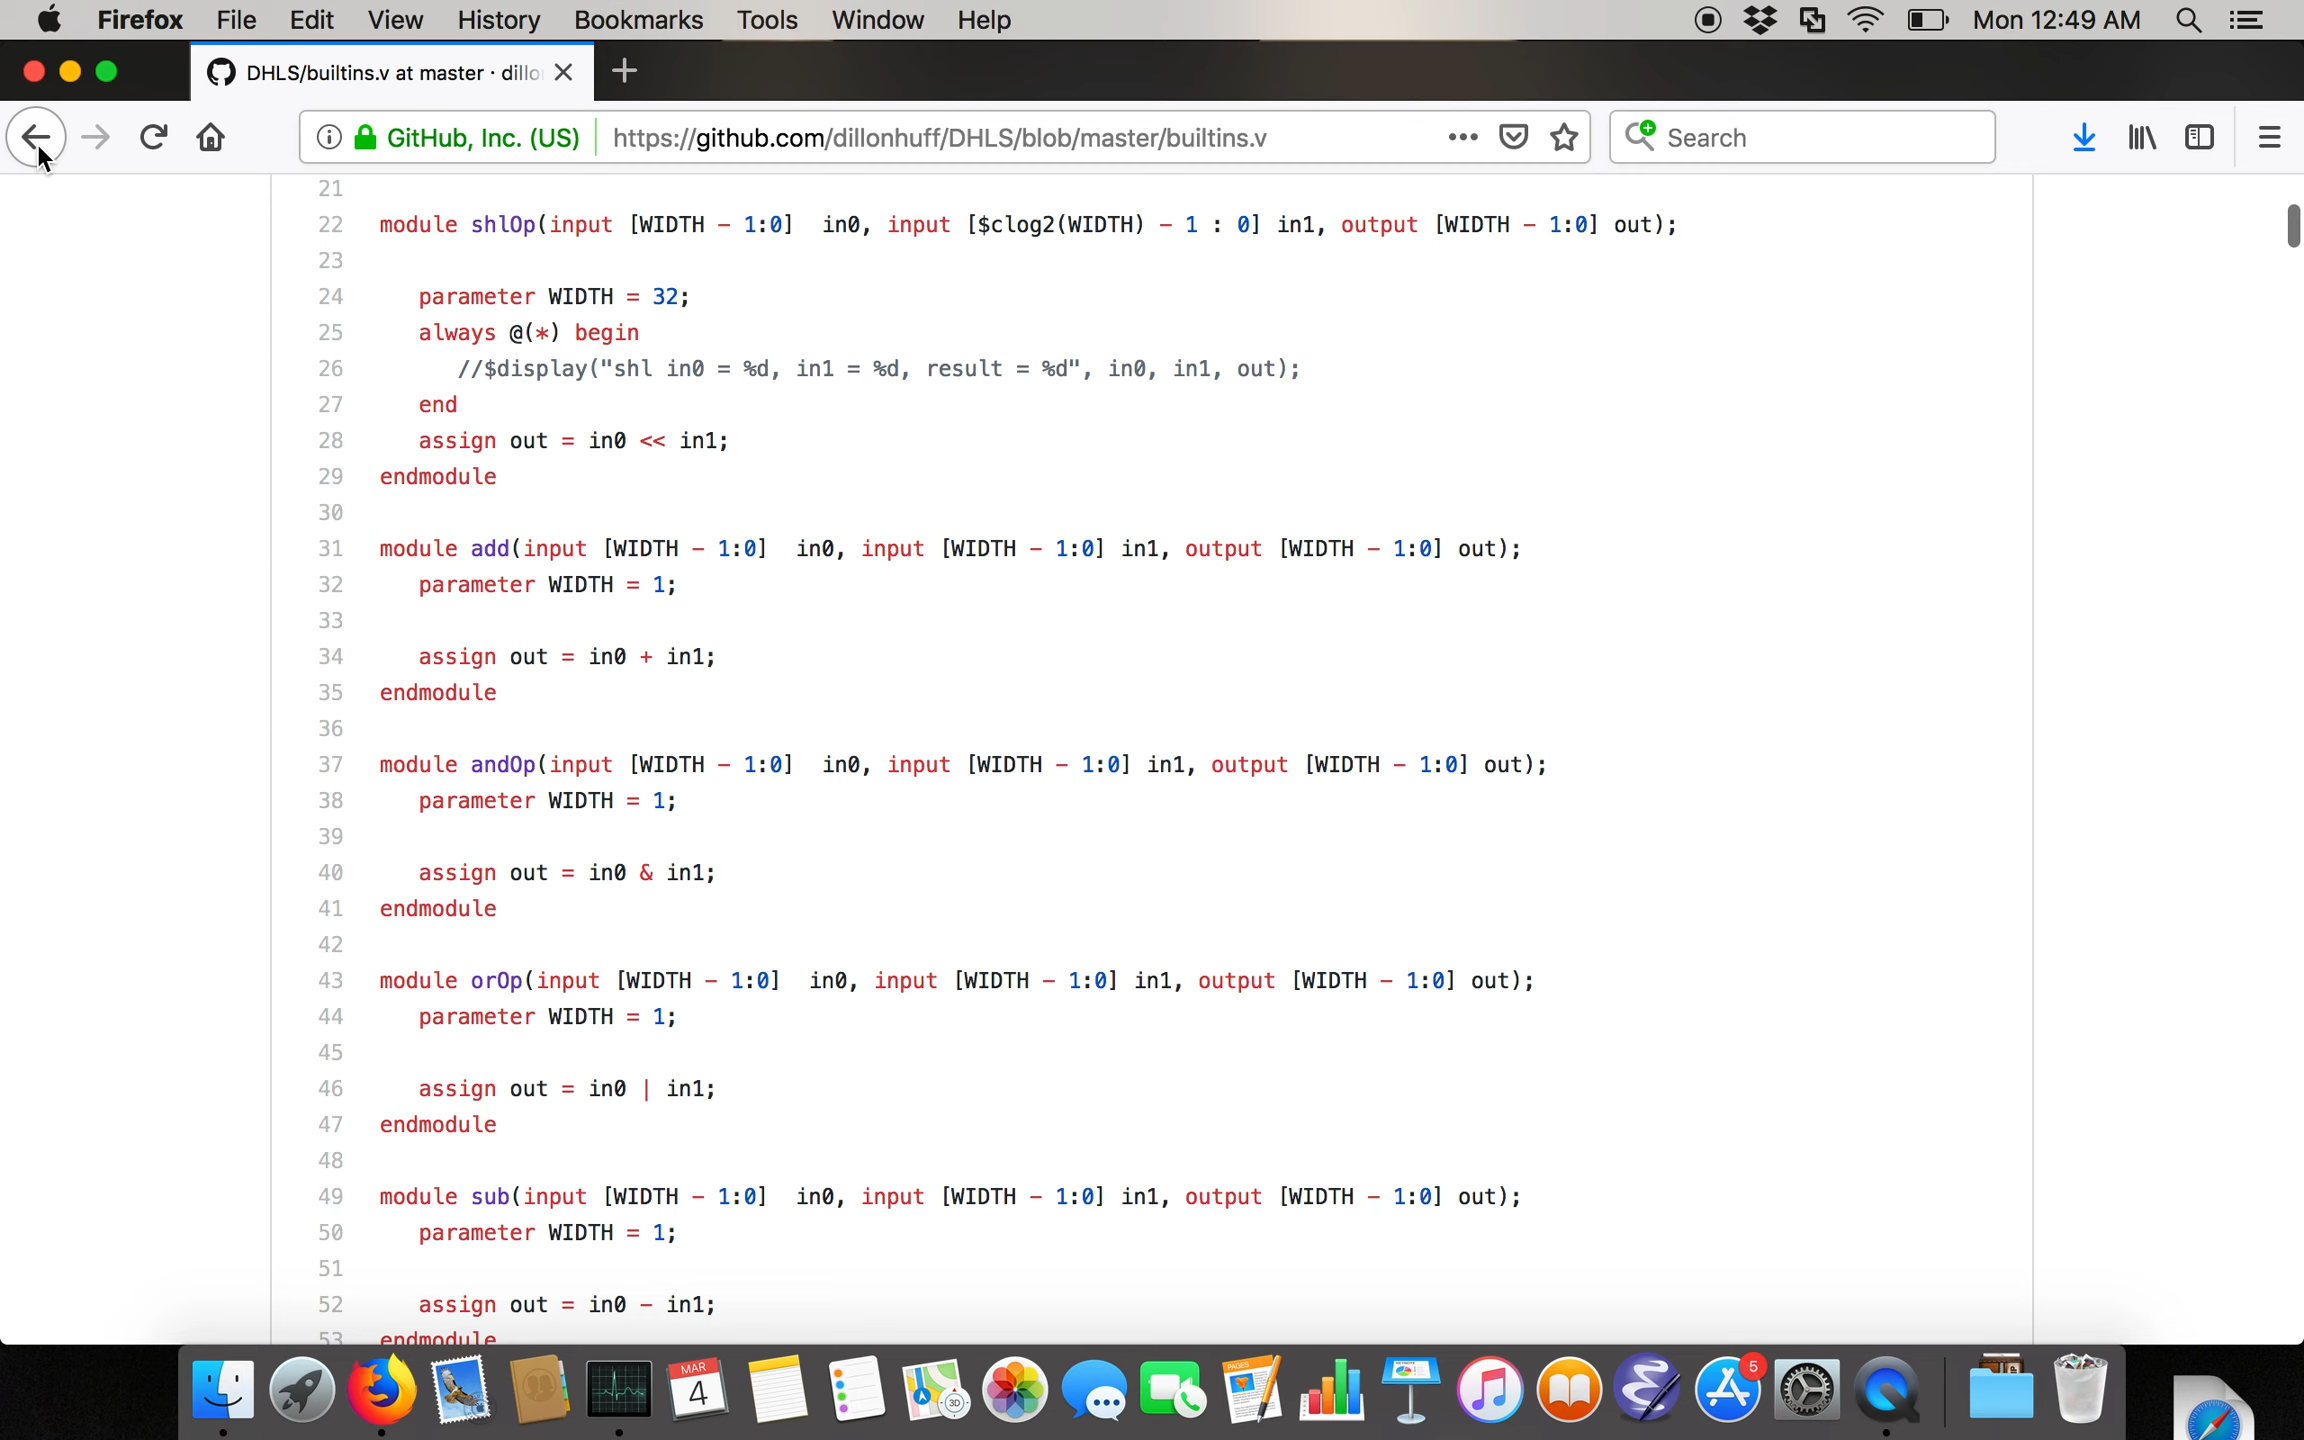 Firefox File Edit View History Bookmarks Tools Window Help Mon 12:49 AM
DHLS/builtins.v at master · dillo
GitHub, Inc. (US) https://github.com/dillonhuff/DHLS/blob/master/builtins.v Search
21
22 module shlOp(input [WIDTH - 1:0]  in0, input [$clog2(WIDTH) - 1 : 0] in1, output [WIDTH - 1:0] out);
23
24    parameter WIDTH = 32;
25    always @(*) begin
26       //$display("shl in0 = %d, in1 = %d, result = %d", in0, in1, out);
27    end
28    assign out = in0 << in1;
29 endmodule
30
31 module add(input [WIDTH - 1:0]  in0, input [WIDTH - 1:0] in1, output [WIDTH - 1:0] out);
32    parameter WIDTH = 1;
33
34    assign out = in0 + in1;
35 endmodule
36
37 module andOp(input [WIDTH - 1:0]  in0, input [WIDTH - 1:0] in1, output [WIDTH - 1:0] out);
38    parameter WIDTH = 1;
39
40    assign out = in0 & in1;
41 endmodule
42
43 module orOp(input [WIDTH - 1:0]  in0, input [WIDTH - 1:0] in1, output [WIDTH - 1:0] out);
44    parameter WIDTH = 1;
45
46    assign out = in0 | in1;
47 endmodule
48
49 module sub(input [WIDTH - 1:0]  in0, input [WIDTH - 1:0] in1, output [WIDTH - 1:0] out);
50    parameter WIDTH = 1;
51
52    assign out = in0 - in1;
53 endmodule
MAR
4
3D
PAGES
KEYNOTE
5